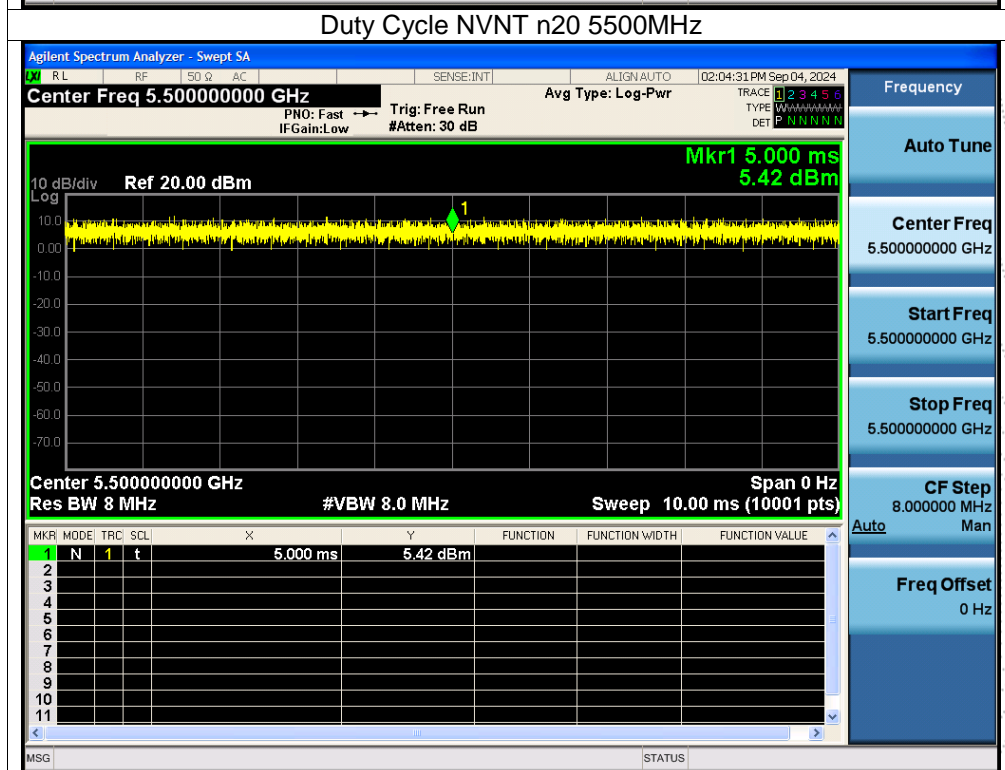 Duty Cycle NVNT n20 5500MHz
Agilent Spectrum Analyzer - Swept SA
LXI RL RF 50 Ω AC SENSE:INT ALIGN AUTO 02:04:31 PM Sep 04, 2024
Center Freq 5.500000000 GHz Avg Type: Log-Pwr TRACE 1 2 3 4 5 6
PNO: Fast Trig: Free Run TYPE WWWWWW
IFGain:Low #Atten: 30 dB DET P N N N N N
Mkr1 5.000 ms
5.42 dBm
10 dB/div Ref 20.00 dBm
Log
1
10.0
0.00
-10.0
-20.0
-30.0
-40.0
-50.0
-60.0
-70.0
Center 5.500000000 GHz Span 0 Hz
Res BW 8 MHz #VBW 8.0 MHz Sweep 10.00 ms (10001 pts)
MKR MODE TRC SCL X Y FUNCTION FUNCTION WIDTH FUNCTION VALUE
1 N 1 t 5.000 ms 5.42 dBm
2
3
4
5
6
7
8
9
10
11
MSG STATUS
Frequency
Auto Tune
Center Freq
5.500000000 GHz
Start Freq
5.500000000 GHz
Stop Freq
5.500000000 GHz
CF Step
8.000000 MHz
Auto Man
Freq Offset
0 Hz